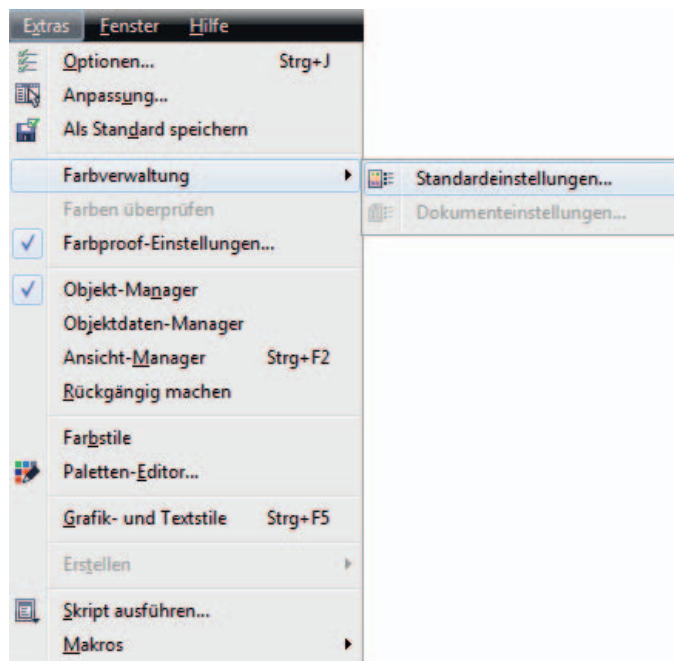 Extras Fenster Hilfe
Optionen... Strg+J
Anpassung...
Als Standard speichern
Farbverwaltung
Standardeinstellungen...
Farben überprüfen
Dokumenteinstellungen...
Farbproof-Einstellungen...
Objekt-Manager
Objektdaten-Manager
Ansicht-Manager Strg+F2
Rückgängig machen
Farbstile
Paletten-Editor...
Grafik- und Textstile Strg+F5
Erstellen
Skript ausführen...
Makros